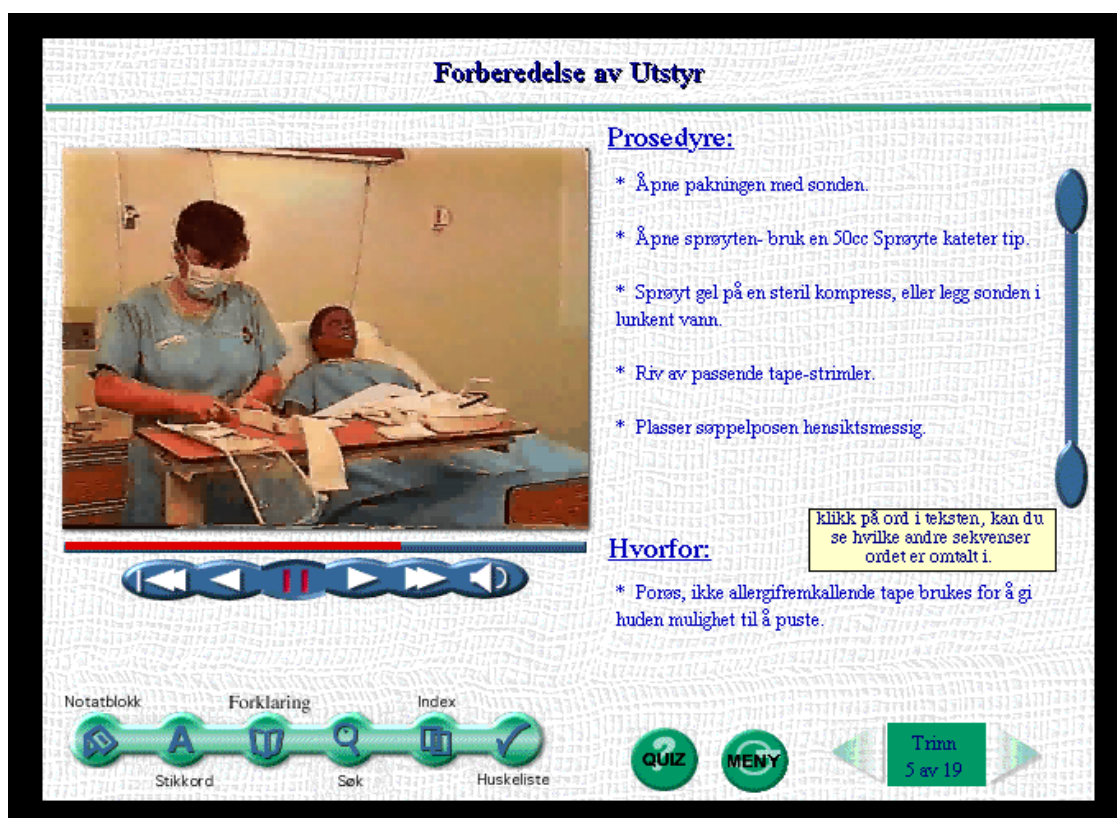 Forberedelse av Utstyr
Prosedyre:
* Åpne pakningen med sonden.
* Åpne sprøyten- bruk en 50cc Sprøyte kateter tip.
* Sprøyt gel på en steril kompress, eller legg sonden i
lunkent vann.
* Riv av passende tape-strimler.
* Plasser søppelposen hensiktsmessig.
klikk på ord i teksten, kan du
se hvilke andre sekvenser
ordet er omtalt i.
Hvorfor:
* Porøs, ikke allergifremkallende tape brukes for å gi
huden mulighet til å puste.
Notatblokk
Forklaring
Index
A
Stikkord
Søk
Huskeliste
QUIZ
MENY
Trinn
5 av 19